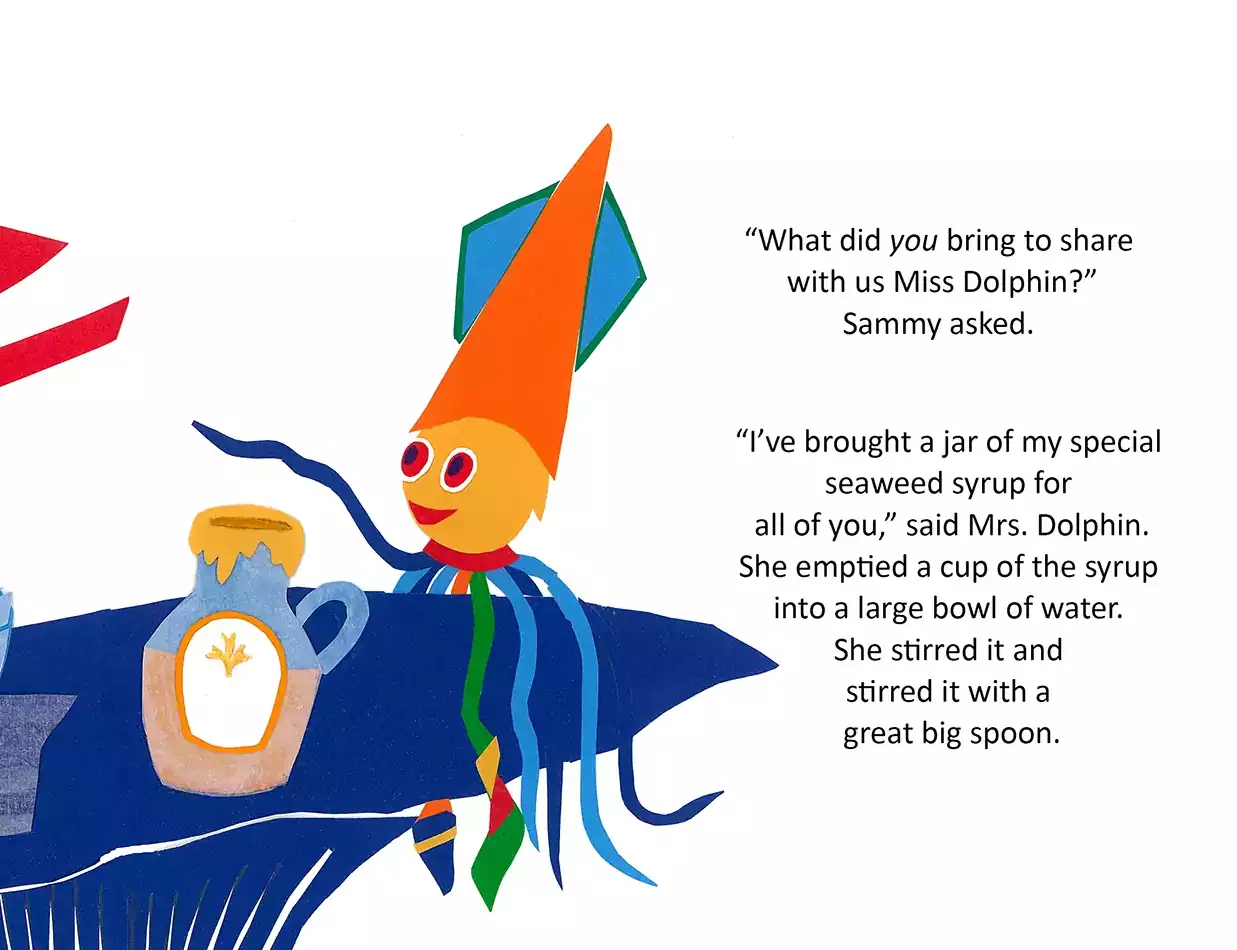 “What did you bring to share
with us Miss Dolphin?”
Sammy asked.
“I’ve brought a jar of my special
seaweed syrup for
all of you,” said Mrs. Dolphin.
She emptied a cup of the syrup
into a large bowl of water.
She stirred it and
stirred it with a
great big spoon.